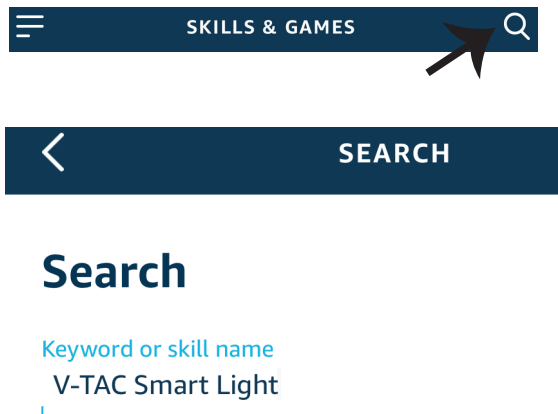 SKILLS & GAMES
SEARCH
Search
Keyword or skill name
V-TAC Smart Light